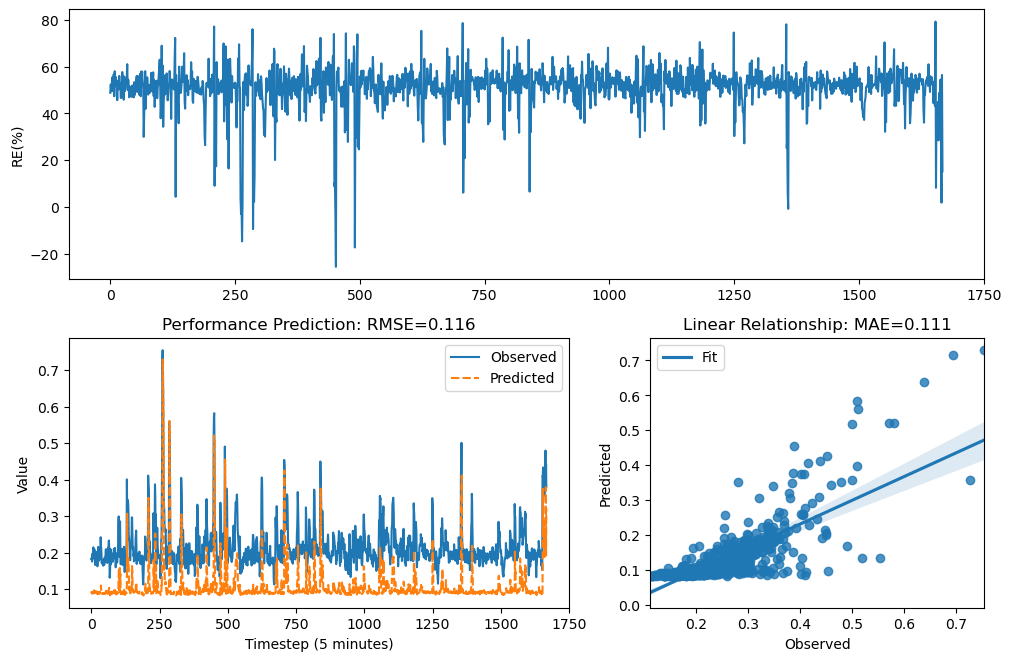 80
60
40
20
0
−20
RE(%)
0 250 500 750 1000 1250 1500 1750
Performance Prediction: RMSE=0.116
Observed
Predicted
0.7
0.6
0.5
0.4
0.3
0.2
0.1
Value
0 250 500 750 1000 1250 1500 1750
Timestep (5 minutes)
Linear Relationship: MAE=0.111
Fit
0.7
0.6
0.5
0.4
0.3
0.2
0.1
0.0
Predicted
0.2 0.3 0.4 0.5 0.6 0.7
Observed